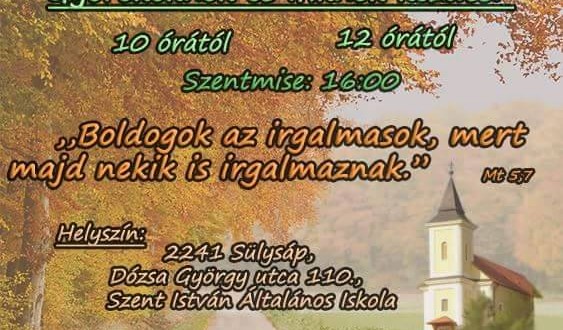 10 órától 12 órától
Szentmise: 16:00
,,Boldogok az irgalmasok, mert
majd nekik is irgalmaznak.”
Mt 5;7
Helyszín:
2241 Sülysáp,
Dózsa György utca 110.,
Szent István Általános Iskola